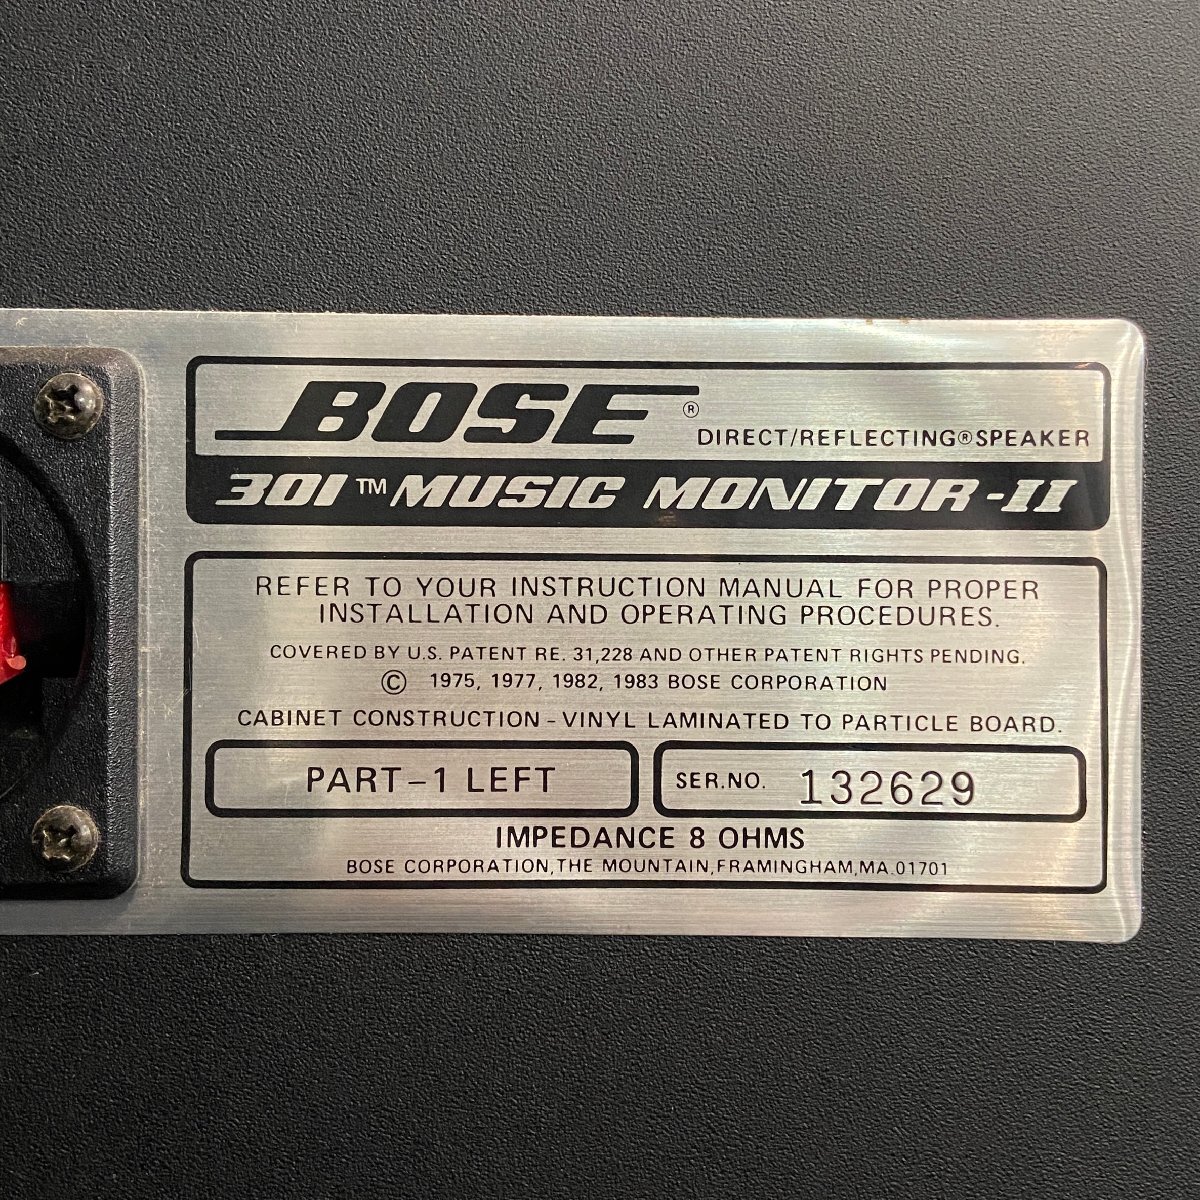 BOSE®
DIRECT/REFLECTING® SPEAKER
301™ MUSIC MONITOR-II
REFER TO YOUR INSTRUCTION MANUAL FOR PROPER
INSTALLATION AND OPERATING PROCEDURES.
COVERED BY U.S. PATENT RE. 31,228 AND OTHER PATENT RIGHTS PENDING.
© 1975, 1977, 1982, 1983 BOSE CORPORATION
CABINET CONSTRUCTION - VINYL LAMINATED TO PARTICLE BOARD.
PART-1 LEFT
SER.NO. 132629
IMPEDANCE 8 OHMS
BOSE CORPORATION, THE MOUNTAIN, FRAMINGHAM, MA. 01701